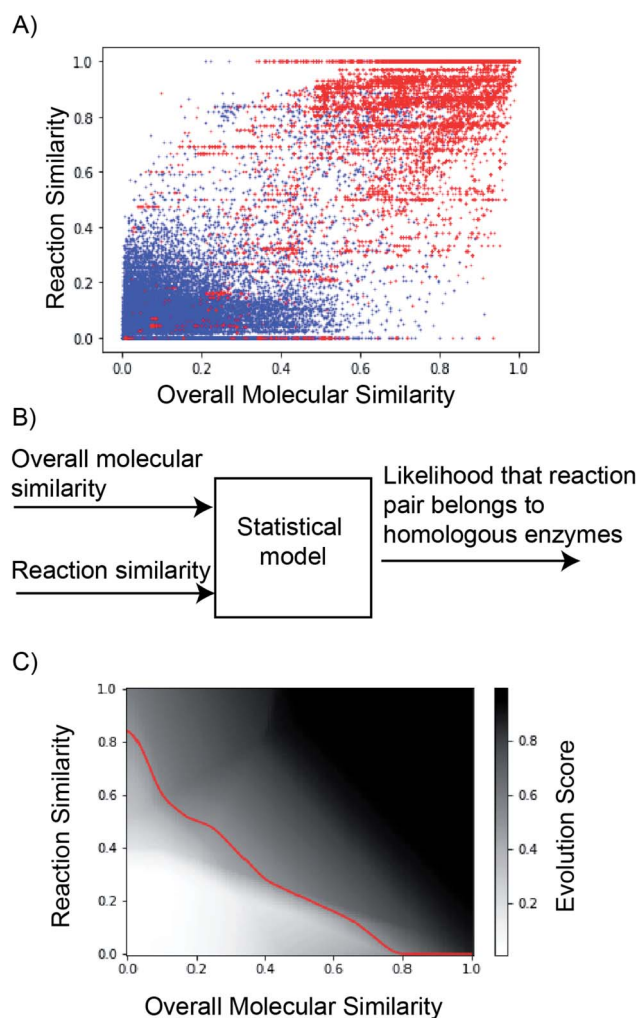 A)
Reaction Similarity
1.0
0.8
0.6
0.4
0.2
0.0
0.0 0.2 0.4 0.6 0.8 1.0
Overall Molecular Similarity
B)
Overall molecular
similarity
Reaction similarity
Statistical
model
Likelihood that reaction
pair belongs to
homologous enzymes
C)
Reaction Similarity
1.0
0.8
0.6
0.4
0.2
0.0
0.0 0.2 0.4 0.6 0.8 1.0
Overall Molecular Similarity
0.8
0.6
0.4
0.2
Evolution Score